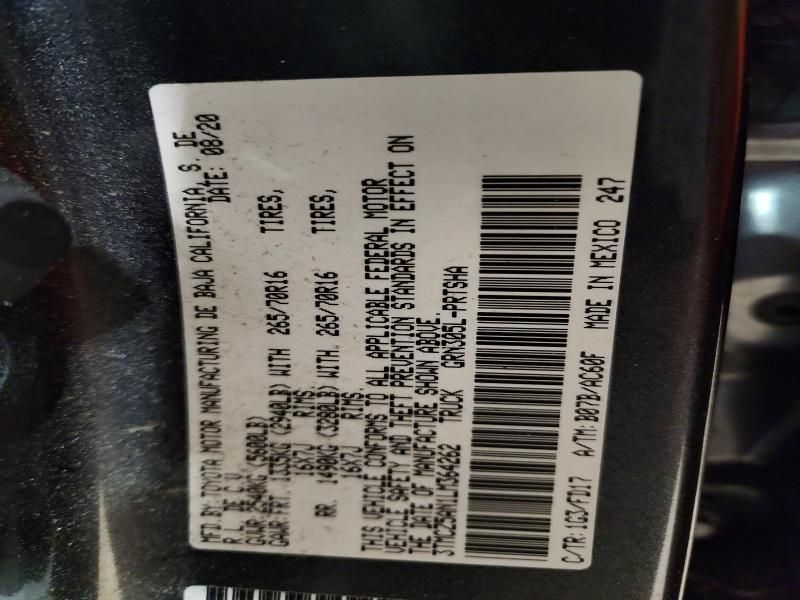 MFD.BY:TOYOTA MOTOR MANUFACTURING DE BAJA CALIFORNIA, S. DE
R L. DE C V DATE: 08/20
GVWR: 2540KG (5600LB)
GAWR:FRT. 1335KG (2940LB) WITH 265/70R16 TIRES,
16X7J RIMS.
RR. 1490KG (3280LB) WITH 265/70R16 TIRES,
16X7J RIMS.
THIS VEHICLE CONFORMS TO ALL APPLICABLE FEDERAL MOTOR
VEHICLE SAFETY AND THEFT PREVENTION STANDARDS IN EFFECT ON
THE DATE OF MANUFACTURE SHOWN ABOVE.
TRUCK GRN305L-PRTSHA
C/TR:1G3/FD17 A/TM:B07B/AC60F MADE IN MEXICO 247